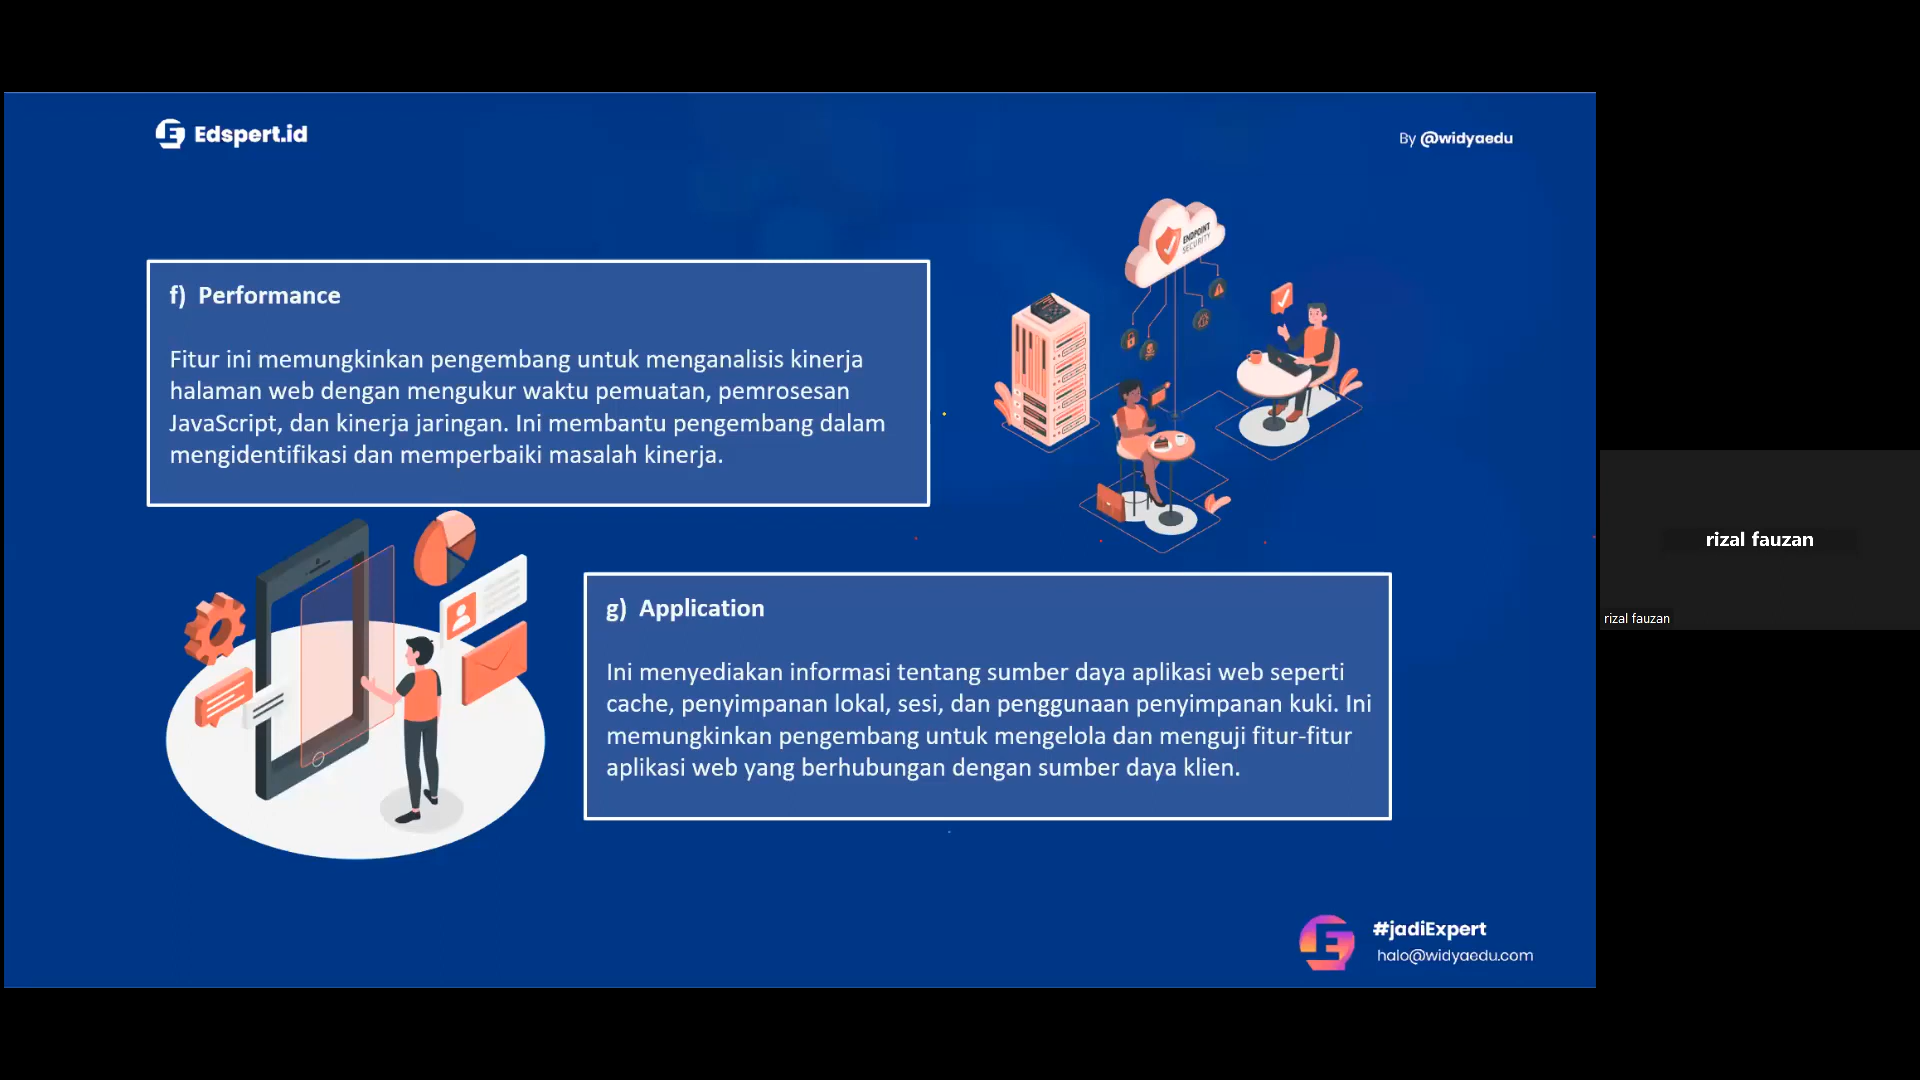 Edspert.id
By @widyaedu
ENDPOINT
SECURITY
f) Performance
Fitur ini memungkinkan pengembang untuk menganalisis kinerja
halaman web dengan mengukur waktu pemuatan, pemrosesan
JavaScript, dan kinerja jaringan. Ini membantu pengembang dalam
mengidentifikasi dan memperbaiki masalah kinerja.
rizal fauzan
rizal fauzan
g) Application
Ini menyediakan informasi tentang sumber daya aplikasi web seperti
cache, penyimpanan lokal, sesi, dan penggunaan penyimpanan kuki. Ini
memungkinkan pengembang untuk mengelola dan menguji fitur-fitur
aplikasi web yang berhubungan dengan sumber daya klien.
#jadiExpert
halo@widyaedu.com